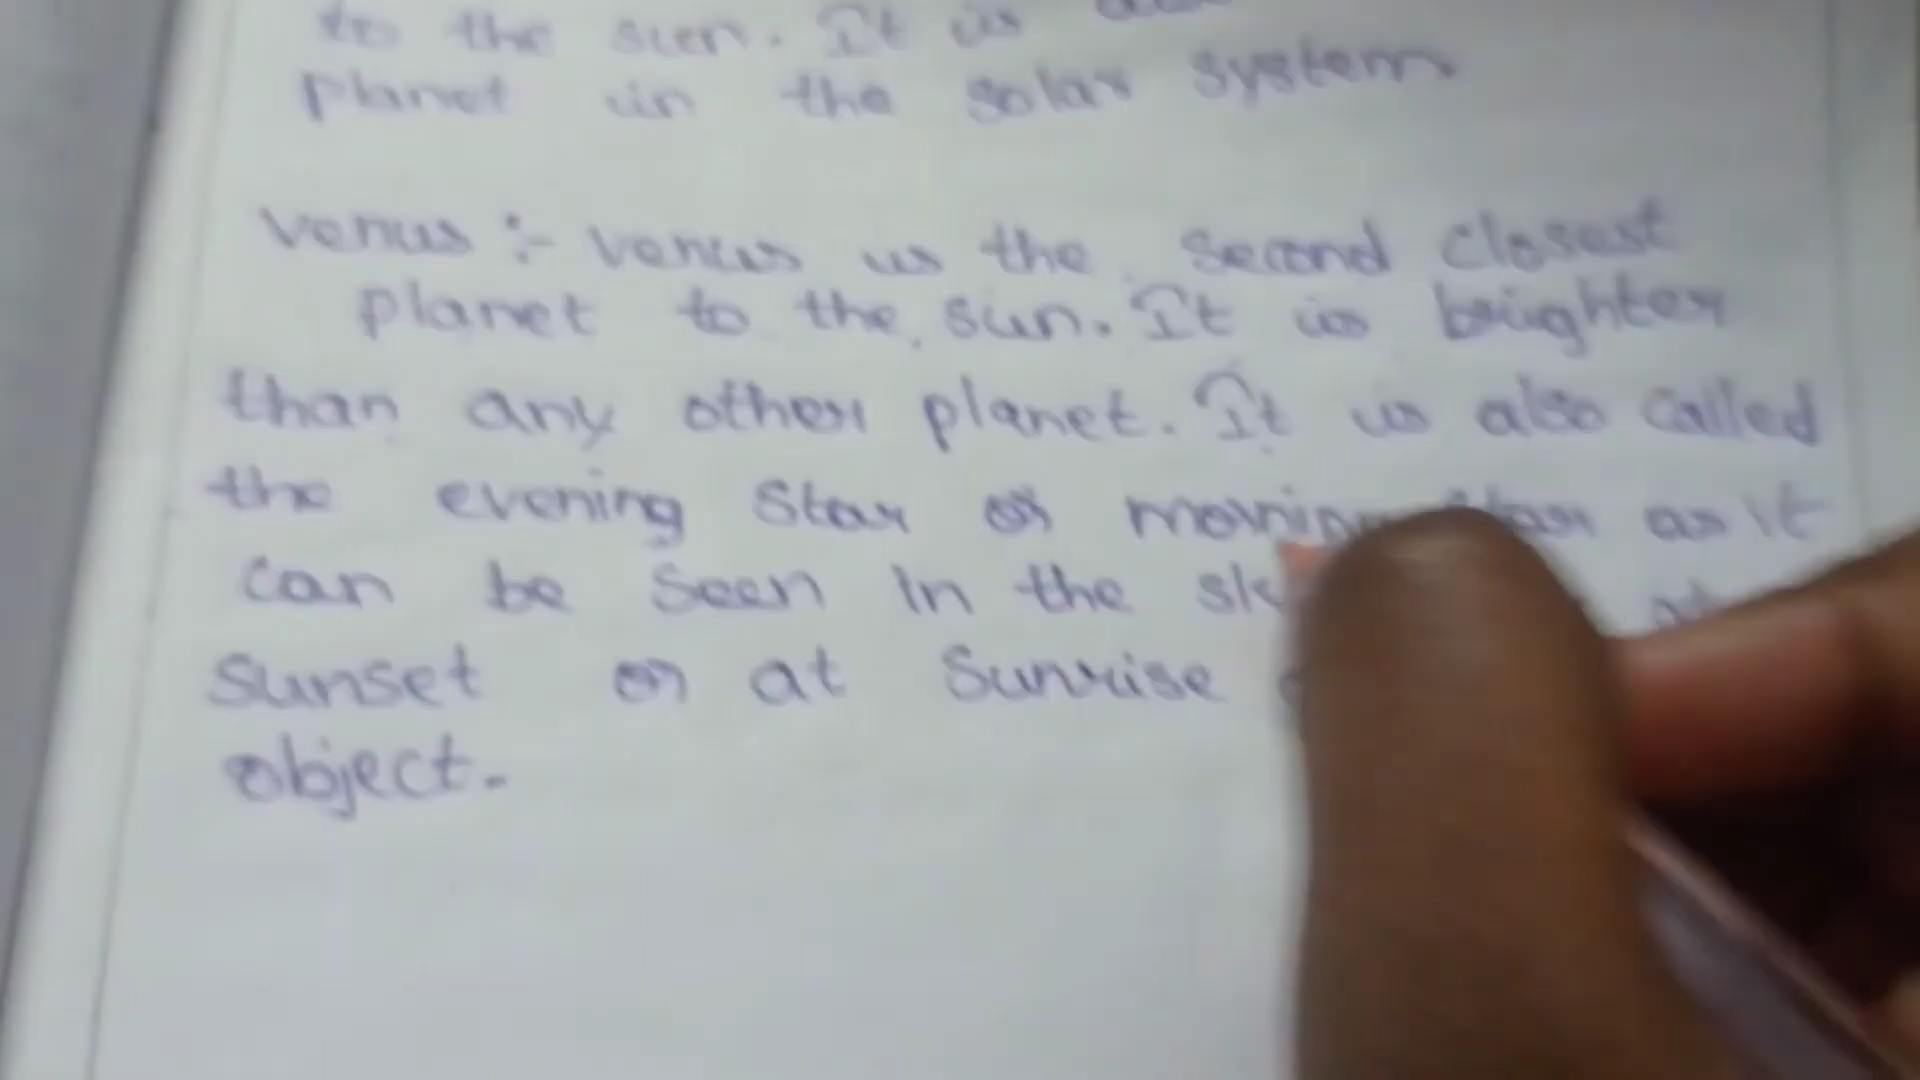 to the sun. It is
planet in the solar system
Venus :- Venus is the second closest
planet to the sun. It is brighter
than any other planet. It is also called
the evening star or morning star as it
can be seen in the
sunset or at sunrise
object.